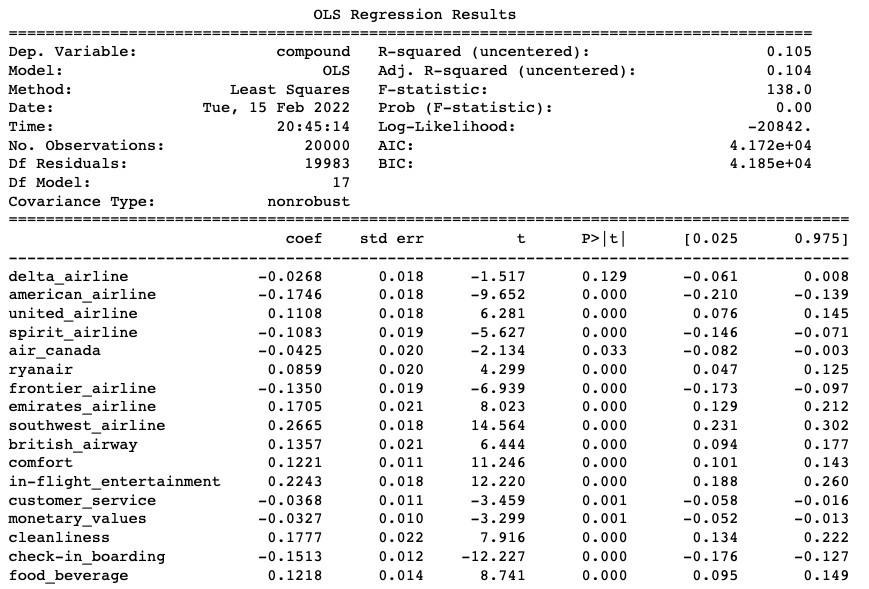 OLS Regression Results
==============================================================================
Dep. Variable: compound R-squared (uncentered): 0.105
Model: OLS Adj. R-squared (uncentered): 0.104
Method: Least Squares F-statistic: 138.0
Date: Tue, 15 Feb 2022 Prob (F-statistic): 0.00
Time: 20:45:14 Log-Likelihood: -20842.
No. Observations: 20000 AIC: 4.172e+04
Df Residuals: 19983 BIC: 4.185e+04
Df Model: 17
Covariance Type: nonrobust
==============================================================================
coef std err t P>|t| [0.025 0.975]
------------------------------------------------------------------------------
delta_airline -0.0268 0.018 -1.517 0.129 -0.061 0.008
american_airline -0.1746 0.018 -9.652 0.000 -0.210 -0.139
united_airline 0.1108 0.018 6.281 0.000 0.076 0.145
spirit_airline -0.1083 0.019 -5.627 0.000 -0.146 -0.071
air_canada -0.0425 0.020 -2.134 0.033 -0.082 -0.003
ryanair 0.0859 0.020 4.299 0.000 0.047 0.125
frontier_airline -0.1350 0.019 -6.939 0.000 -0.173 -0.097
emirates_airline 0.1705 0.021 8.023 0.000 0.129 0.212
southwest_airline 0.2665 0.018 14.564 0.000 0.231 0.302
british_airway 0.1357 0.021 6.444 0.000 0.094 0.177
comfort 0.1221 0.011 11.246 0.000 0.101 0.143
in-flight_entertainment 0.2243 0.018 12.220 0.000 0.188 0.260
customer_service -0.0368 0.011 -3.459 0.001 -0.058 -0.016
monetary_values -0.0327 0.010 -3.299 0.001 -0.052 -0.013
cleanliness 0.1777 0.022 7.916 0.000 0.134 0.222
check-in_boarding -0.1513 0.012 -12.227 0.000 -0.176 -0.127
food_beverage 0.1218 0.014 8.741 0.000 0.095 0.149